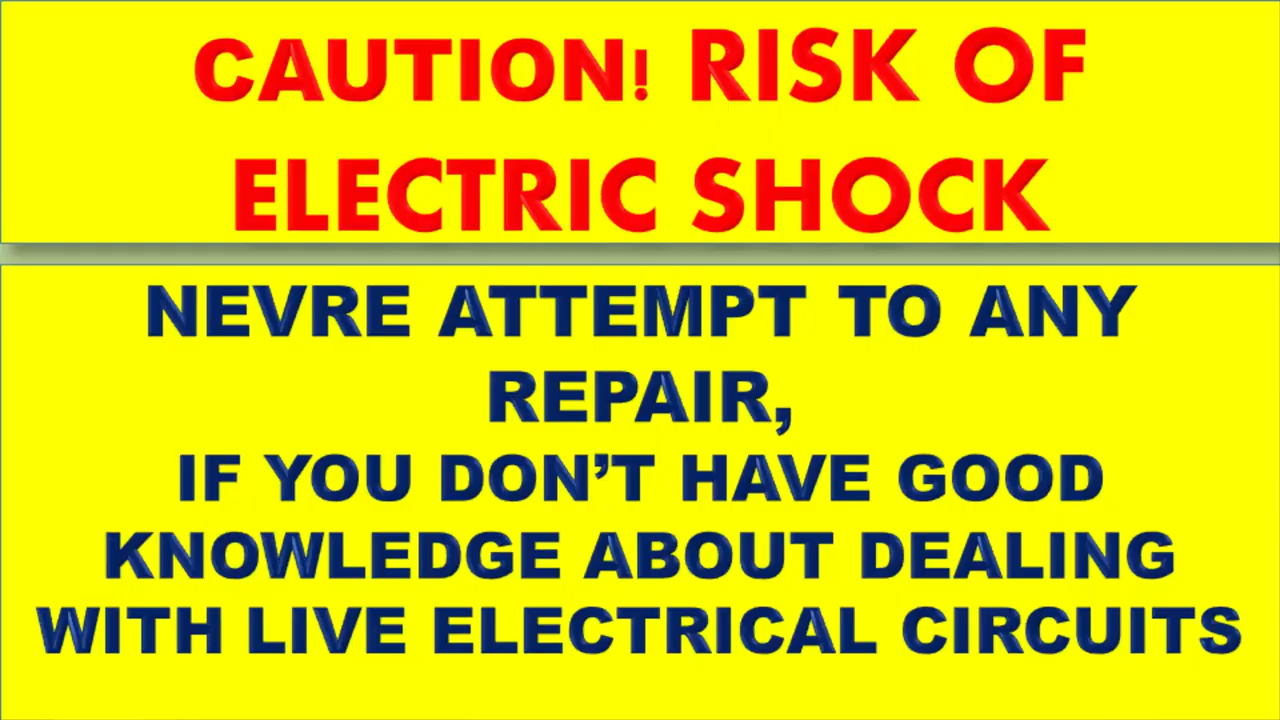 CAUTION! RISK OF
ELECTRIC SHOCK
NEVRE ATTEMPT TO ANY
REPAIR,
IF YOU DON’T HAVE GOOD
KNOWLEDGE ABOUT DEALING
WITH LIVE ELECTRICAL CIRCUITS